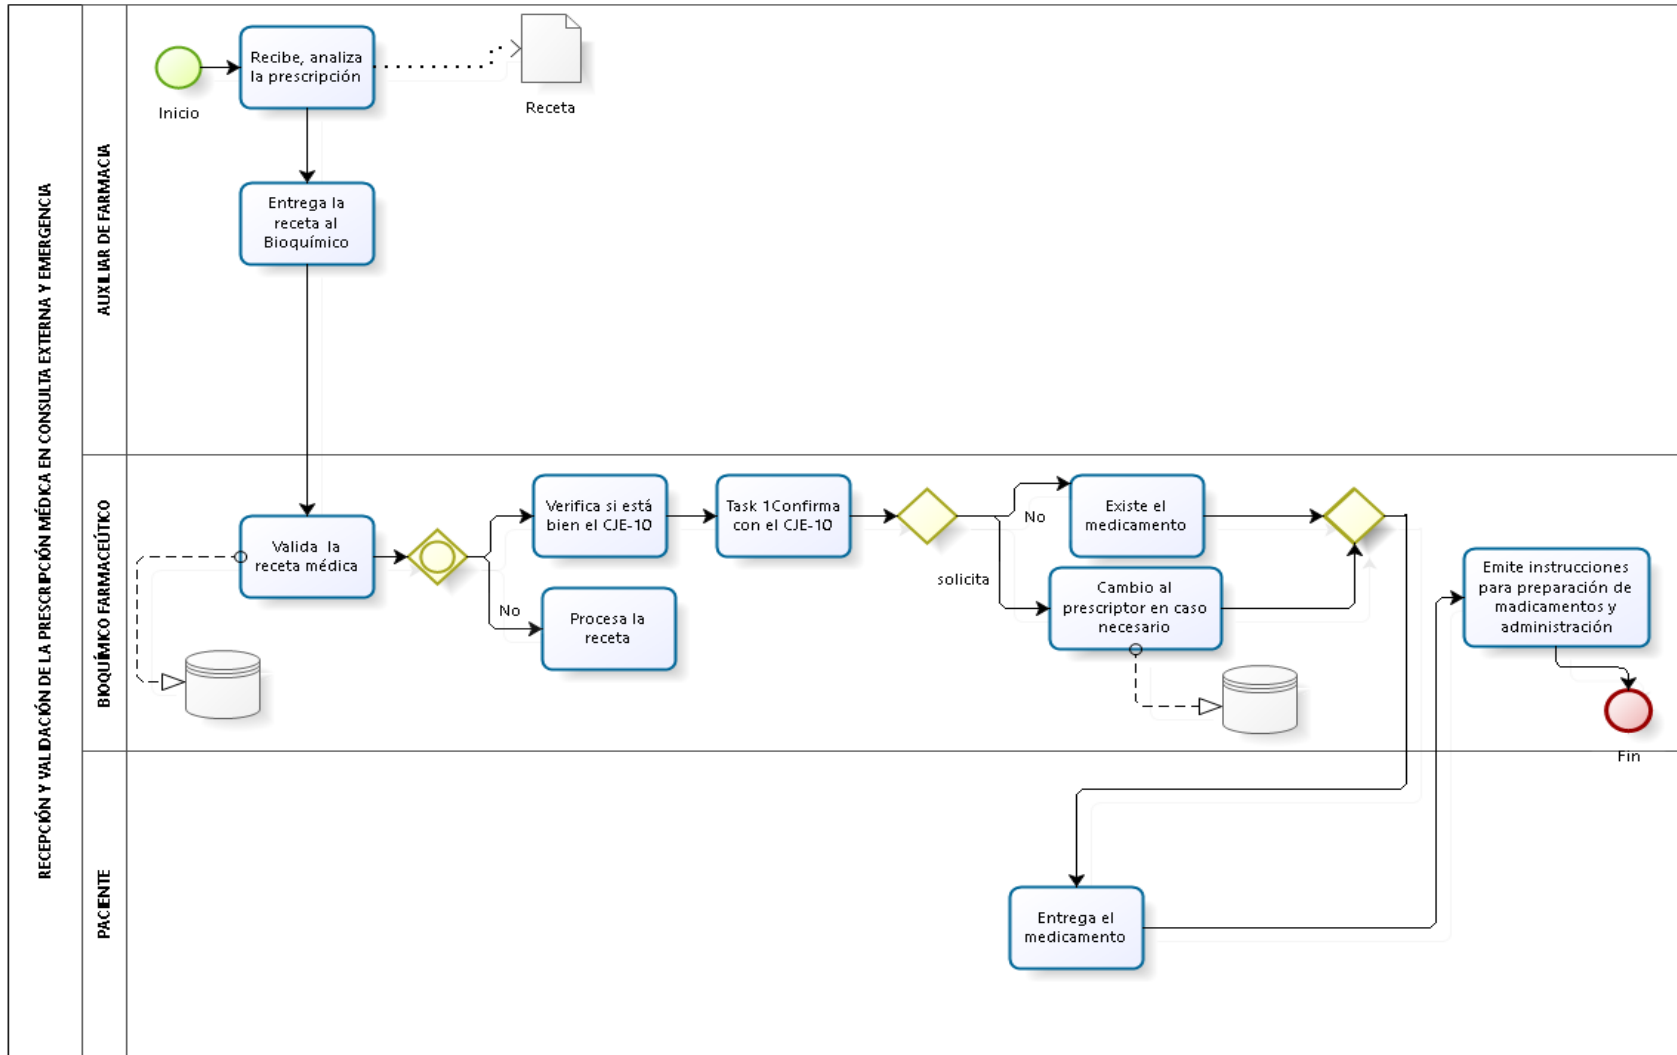 RECEPCIÓN Y VALIDACIÓN DE LA PRESCRIPCIÓN MÉDICA EN CONSULTA EXTERNA Y EMERGENCIA
AUXILIAR DE FARMACIA
Inicio
Recibe, analiza
la prescripción
Receta
Entrega la
receta al
Bioquímico
BIOQUÍMICO FARMACEÚTICO
Valida la
receta médica
Verifica si está
bien el CJE-10
No
Procesa la
receta
Task 1Confirma
con el CJE-10
No
solicita
Existe el
medicamento
Cambio al
prescriptor en caso
necesario
Emite instrucciones
para preparación de
madicamentos y
administración
Fin
PACIENTE
Entrega el
medicamento